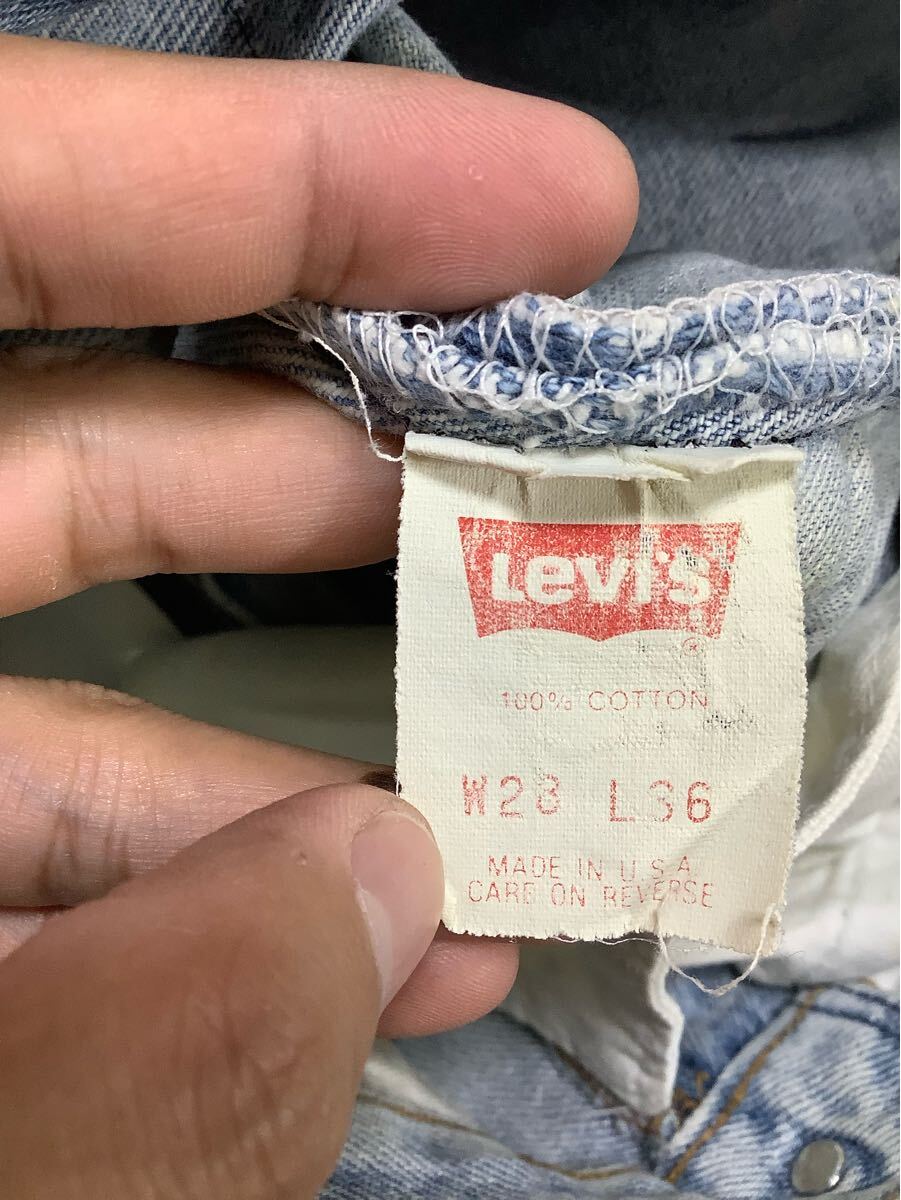 Levi's
®
100% COTTON
W28 L36
MADE IN U.S.A.
CARE ON REVERSE